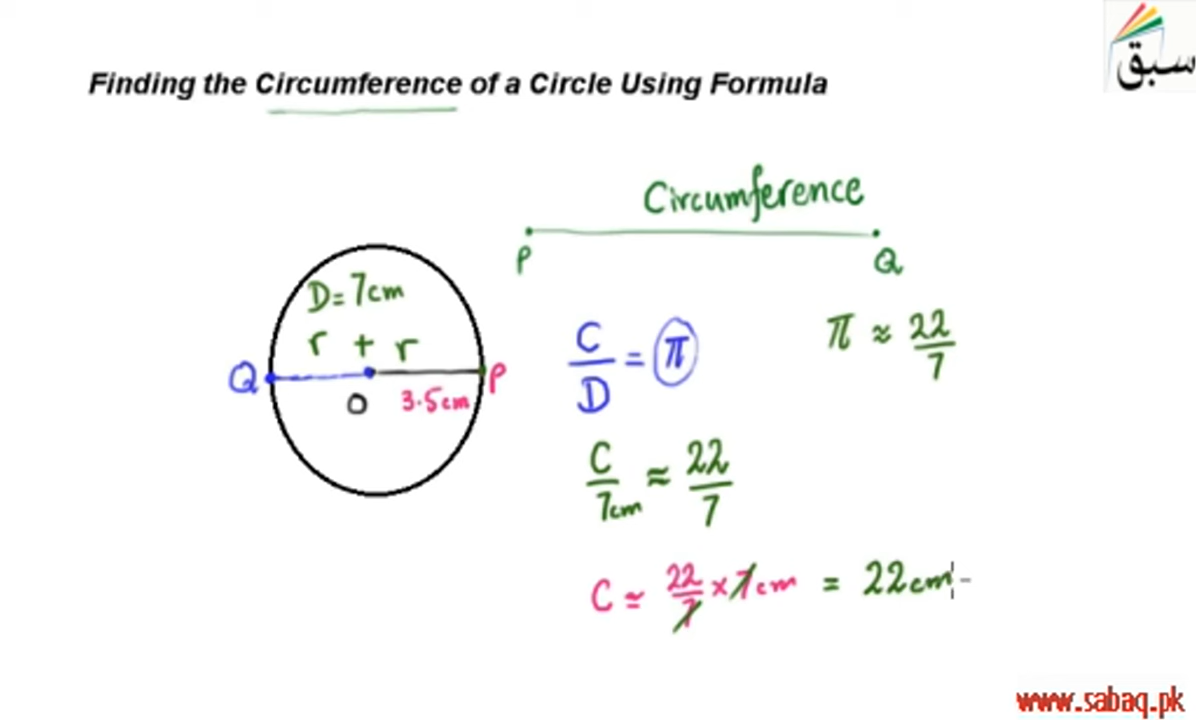 سبق
Finding the Circumference of a Circle Using Formula
Circumference
P Q
D = 7cm
r + r
Q P
O 3.5cm
C/D = π
π ≈ 22/7
C/7cm ≈ 22/7
C ≃ 22/7 × 7cm = 22cm
www.sabaq.pk